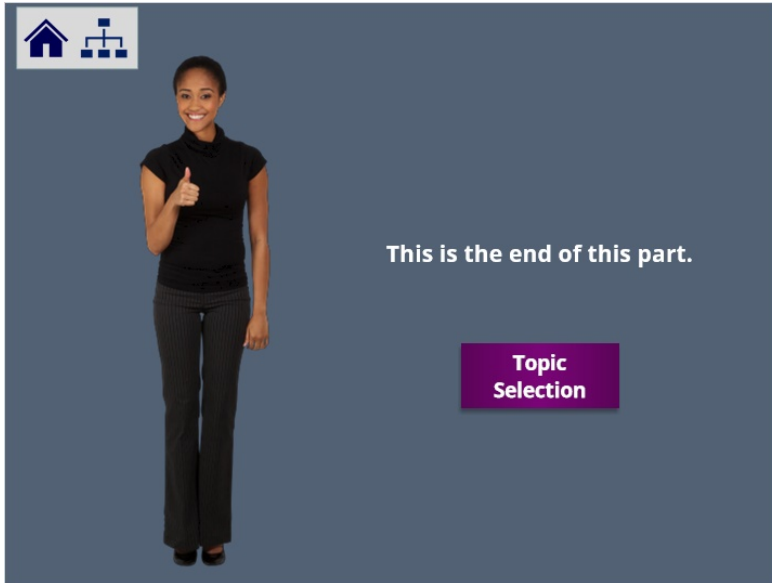 This is the end of this part.
Topic
Selection